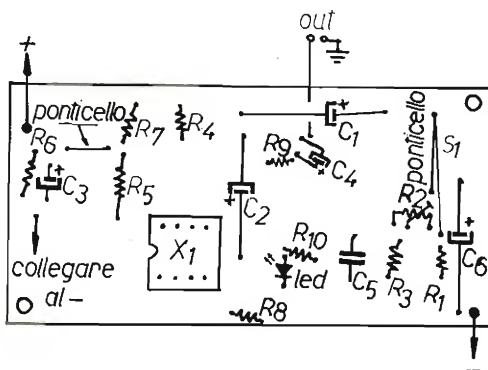 out
+
ponticello
R6
R7
R4
+
C1
ponticello
S1
R9
C4
+
C3
R5
+
C2
R2
+
X1
R10
collegare
al -
led
C5
R3
R1
C6
R8
-